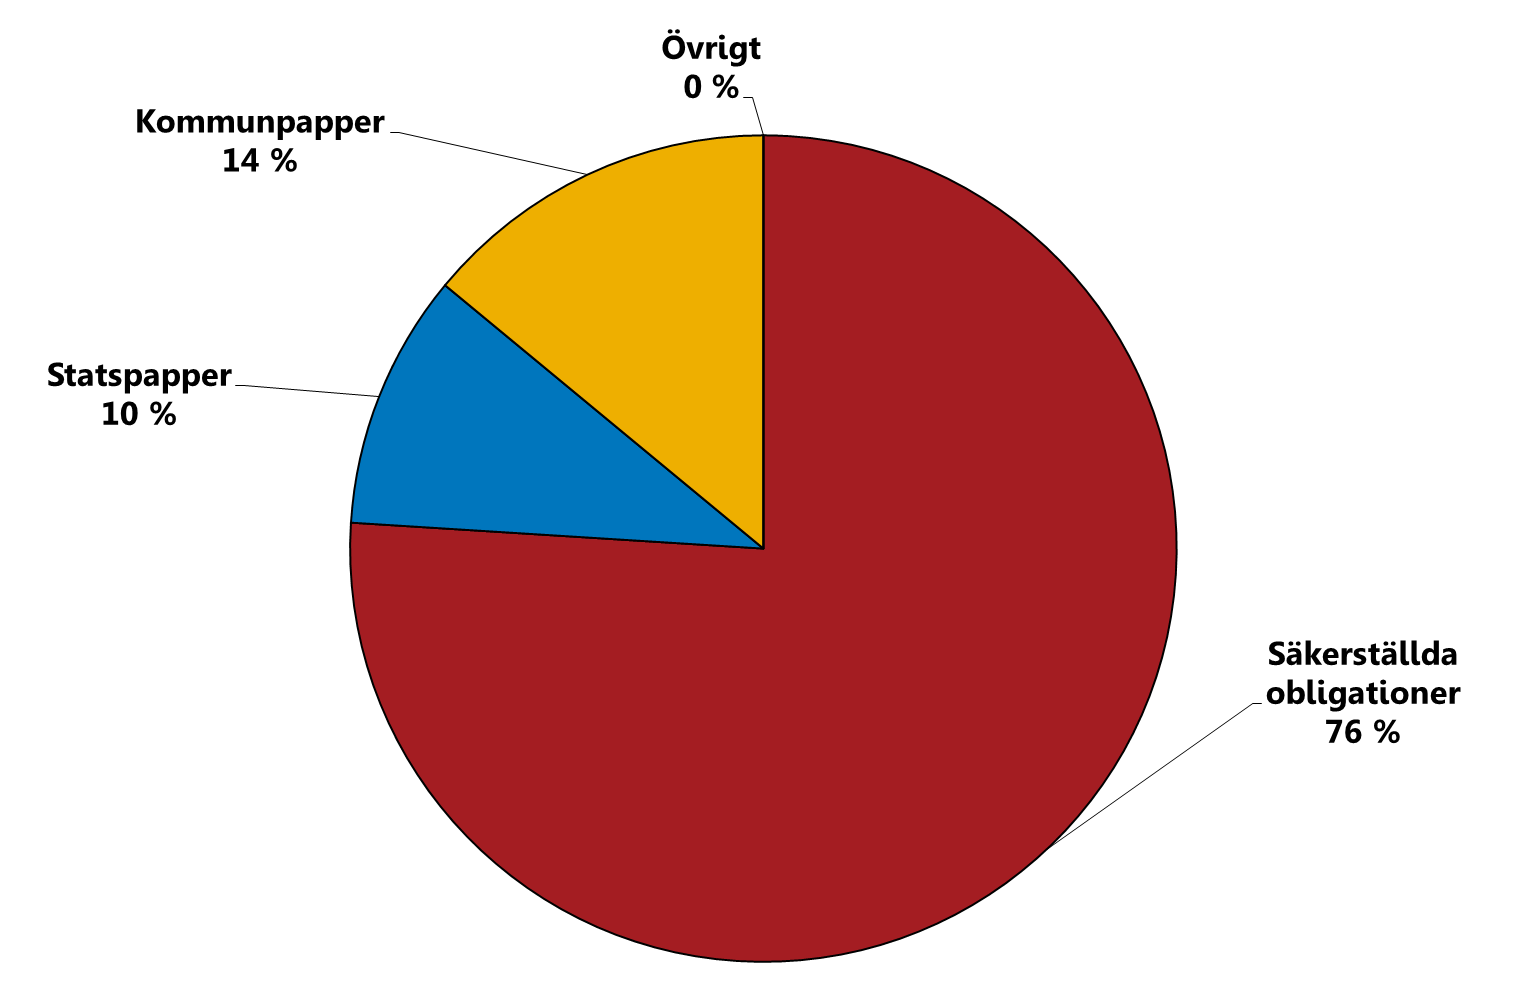 Övrigt
0 %
Kommunpapper
14 %
Statspapper
10 %
Säkerställda
obligationer
76 %